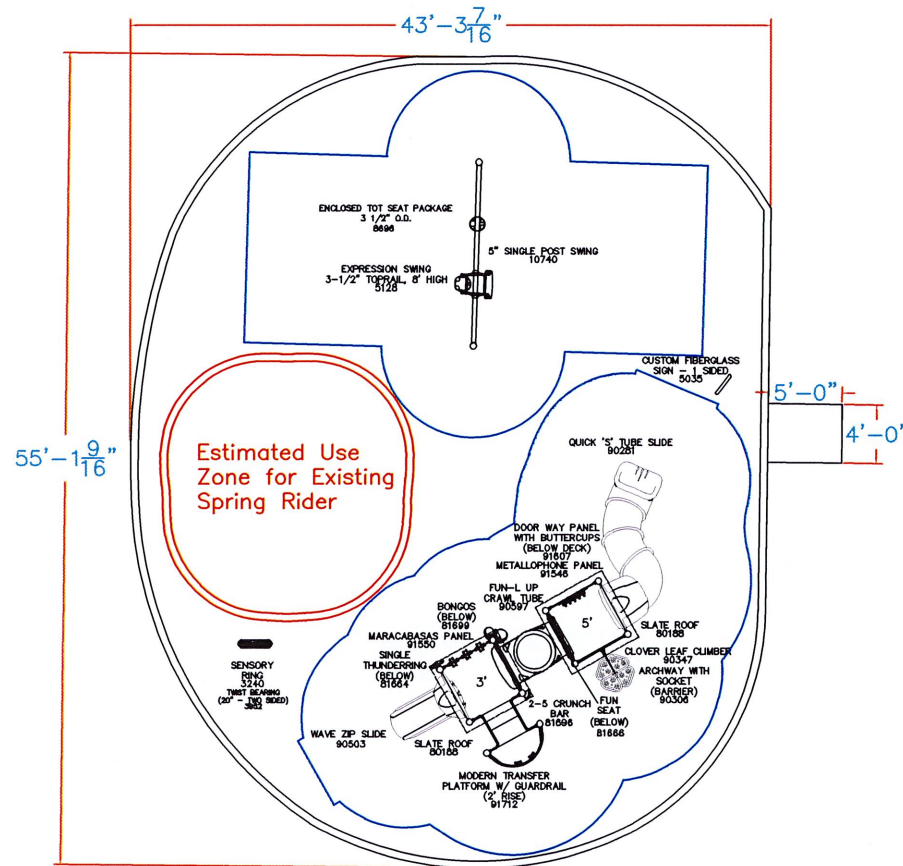 43'-3 7/16"
ENCLOSED TOT SEAT PACKAGE
3 1/2" O.D.
8696
5" SINGLE POST SWING
10740
EXPRESSION SWING
3-1/2" TOPRAIL, 8' HIGH
5128
CUSTOM FIBERGLASS
SIGN - 1 SIDED
5035
5'-0"
4'-0"
55'-1 9/16"
Estimated Use
Zone for Existing
Spring Rider
QUICK 'S' TUBE SLIDE
90281
DOOR WAY PANEL
WITH BUTTERCUPS
(BELOW DECK)
91607
METALLOPHONE PANEL
91546
FUN-L UP
CRAWL TUBE
90597
BONGOS
(BELOW)
81699
MARACABASAS PANEL
91550
SINGLE
THUNDERRING
(BELOW)
81664
5'
3'
SLATE ROOF
80188
CLOVER LEAF CLIMBER
90347
ARCHWAY WITH
SOCKET
(BARRIER)
90306
SENSORY
RING
3240
TWIST BEARING
(20" - TWO SIDED)
2-5 CRUNCH
BAR
81696
FUN
SEAT
(BELOW)
81666
WAVE ZIP SLIDE
90503
SLATE ROOF
80188
MODERN TRANSFER
PLATFORM W/ GUARDRAIL
(2' RISE)
91712